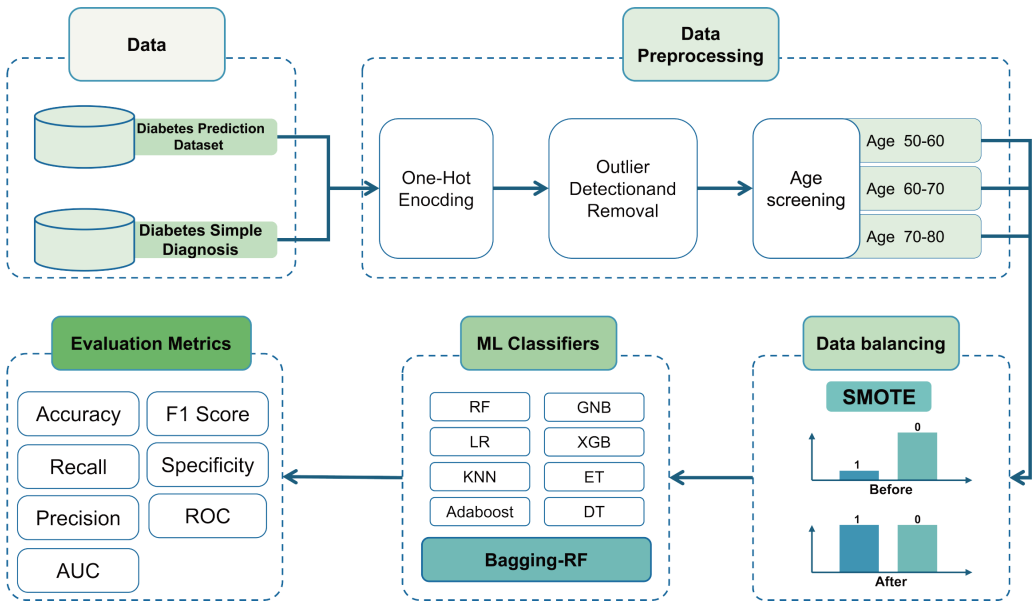 Data
Diabetes Prediction
Dataset
Diabetes Simple
Diagnosis
Data
Preprocessing
One-Hot
Enocding
Outlier
Detectionand
Removal
Age
screening
Age 50-60
Age 60-70
Age 70-80
Evaluation Metrics
Accuracy
F1 Score
Recall
Specificity
Precision
ROC
AUC
ML Classifiers
RF
GNB
LR
XGB
KNN
ET
Adaboost
DT
Bagging-RF
Data balancing
SMOTE
1
0
Before
1
0
After